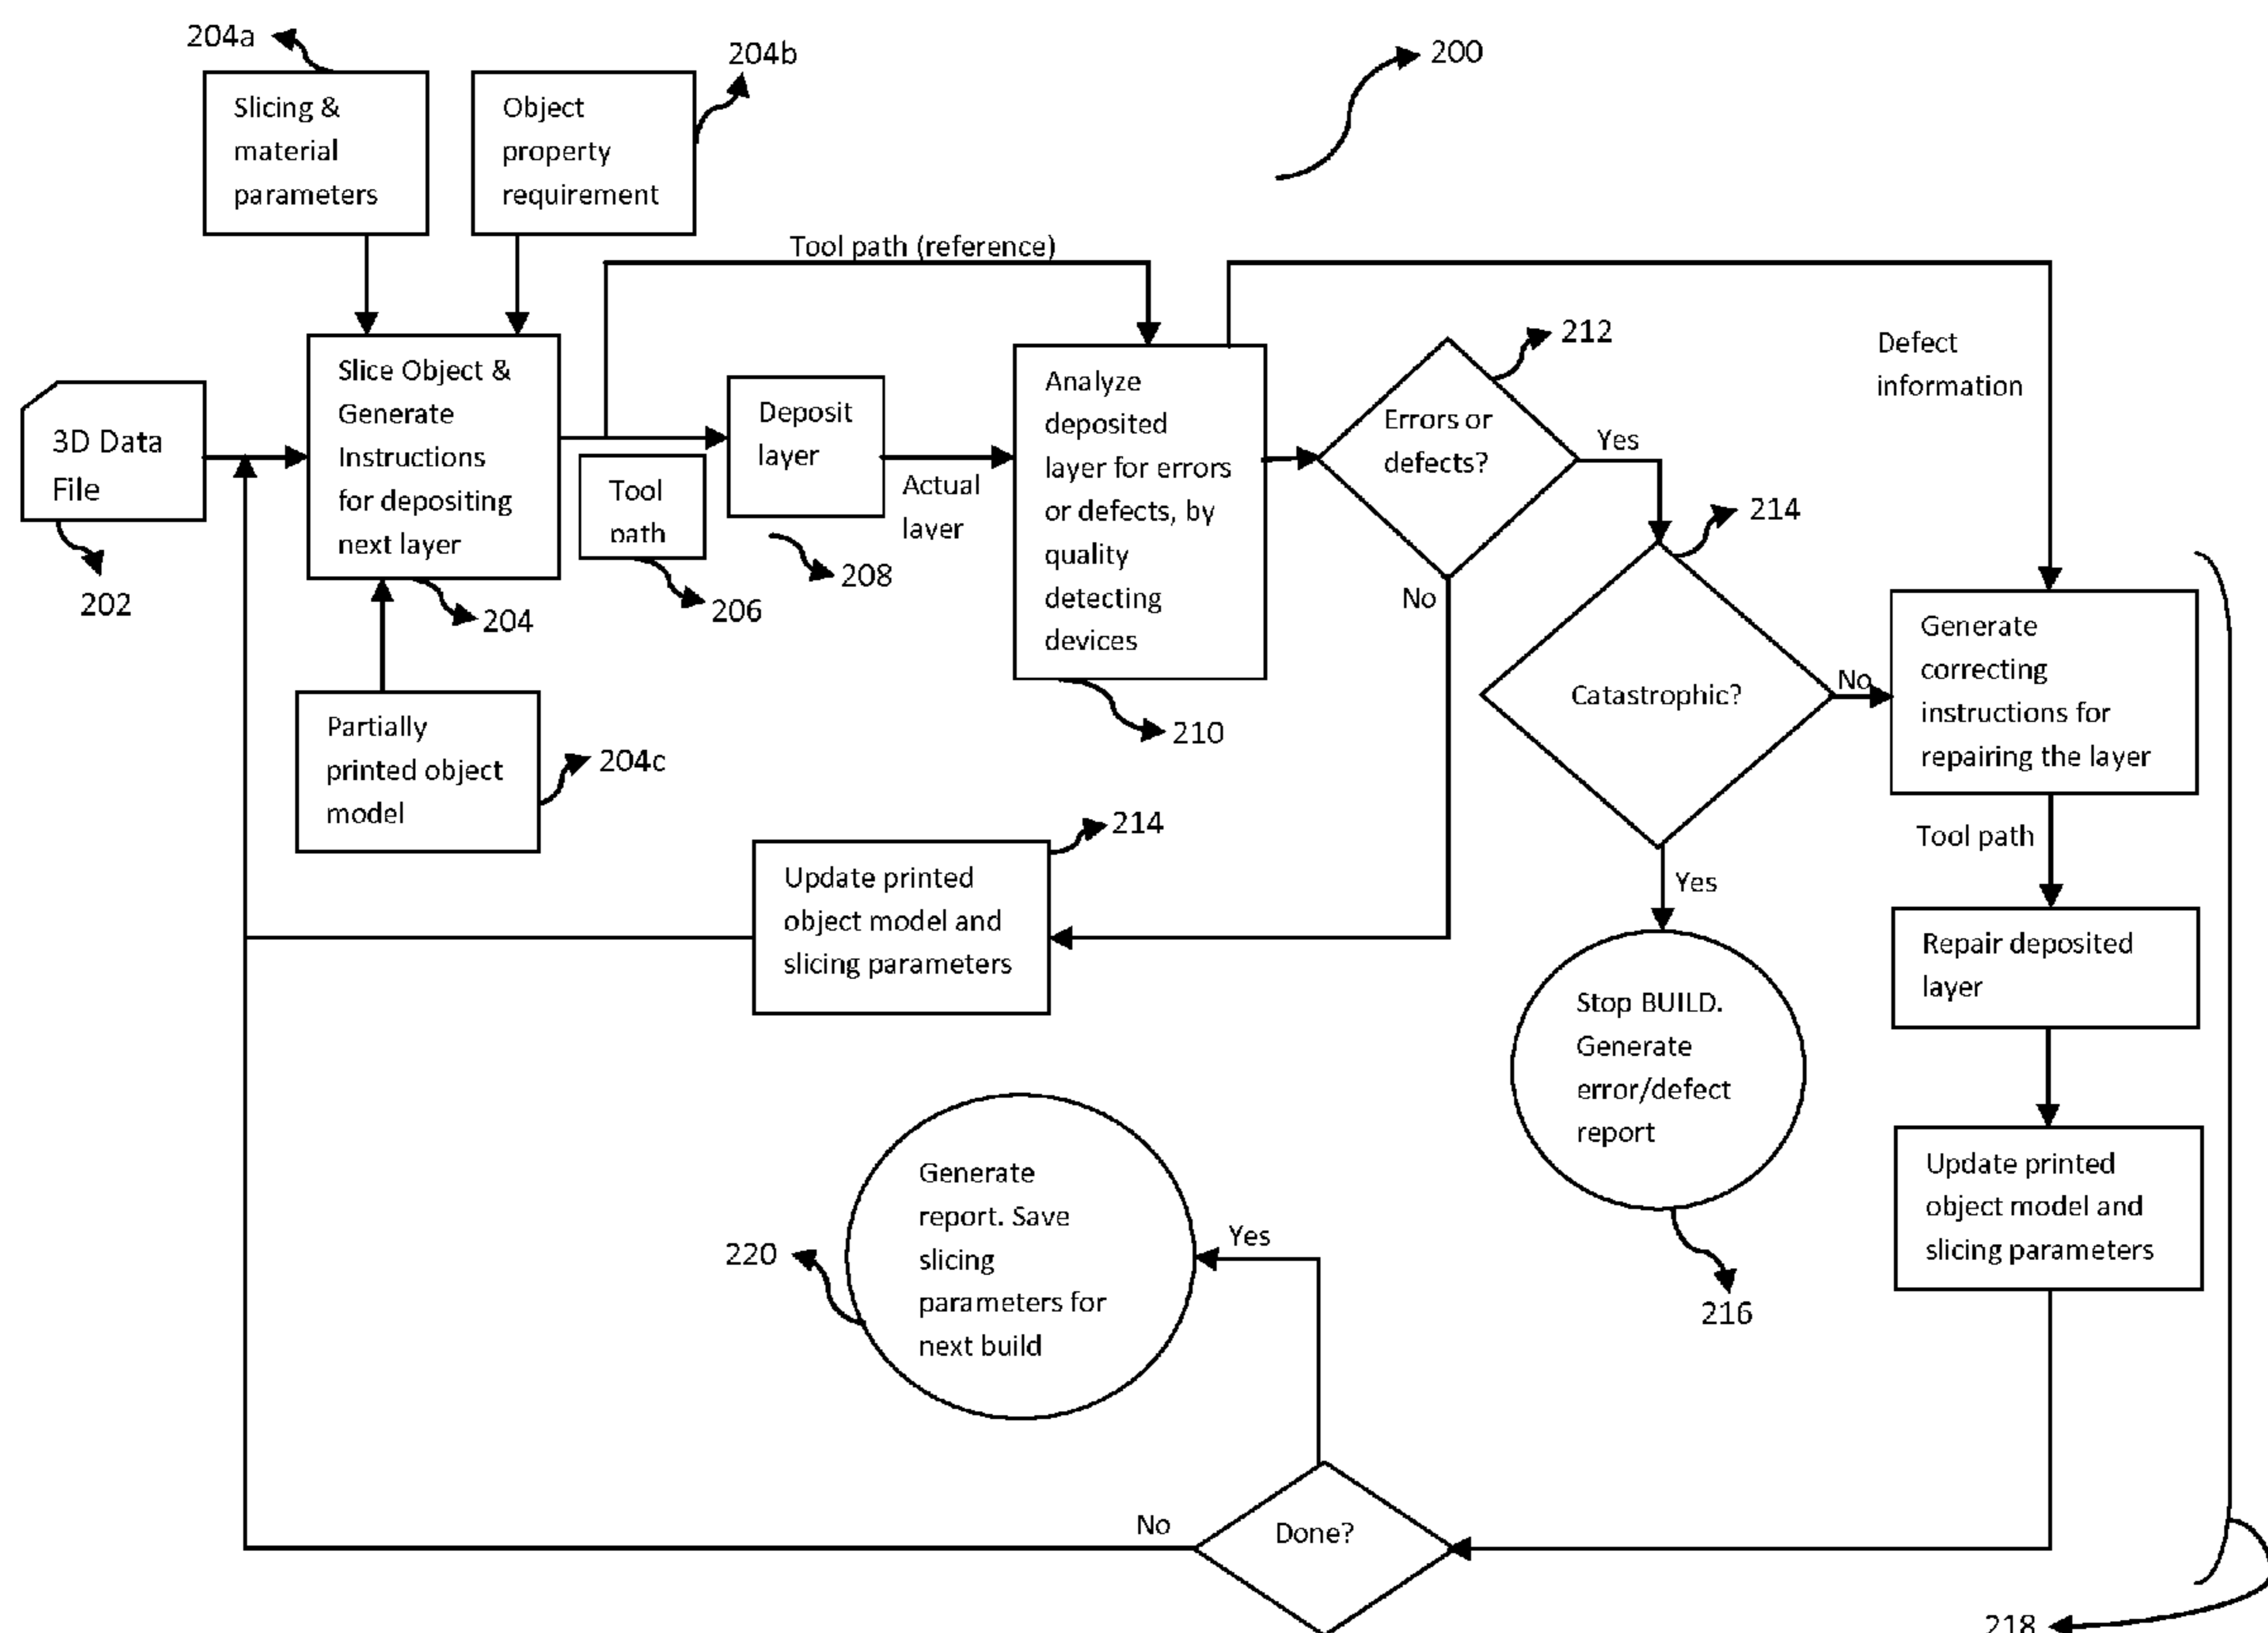 204a
204b
200
Slicing &
material
parameters
Object
property
requirement
Tool path (reference)
3D Data
File
202
Slice Object &
Generate
Instructions
for depositing
next layer
204
Tool
path
206
Deposit
layer
208
Actual
layer
Analyze
deposited
layer for errors
or defects, by
quality
detecting
devices
210
Errors or
defects?
212
Yes
No
Defect
information
214
Catastrophic?
No
Yes
Generate
correcting
instructions for
repairing the layer
Tool path
Partially
printed object
model
204c
214
Update printed
object model and
slicing parameters
Repair deposited
layer
Stop BUILD.
Generate
error/defect
report
216
Update printed
object model and
slicing parameters
Generate
report. Save
slicing
parameters for
next build
220
Yes
No
Done?
218